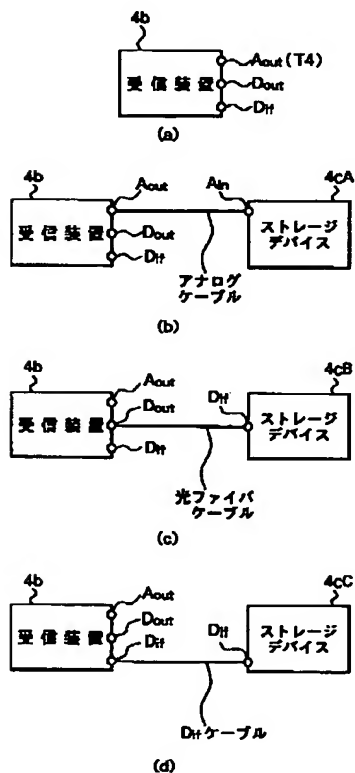 4b
受信装置
Aout(T4)
Dout
Dif
(a)
4b
Aout
Ain
4cA
受信装置
Dout
Dif
ストレージ
デバイス
アナログ
ケーブル
(b)
4b
Aout
Dif
4cB
受信装置
Dout
Dif
ストレージ
デバイス
光ファイバ
ケーブル
(c)
4b
Aout
4cC
受信装置
Dout
Dif
Dif
ストレージ
デバイス
Difケーブル
(d)